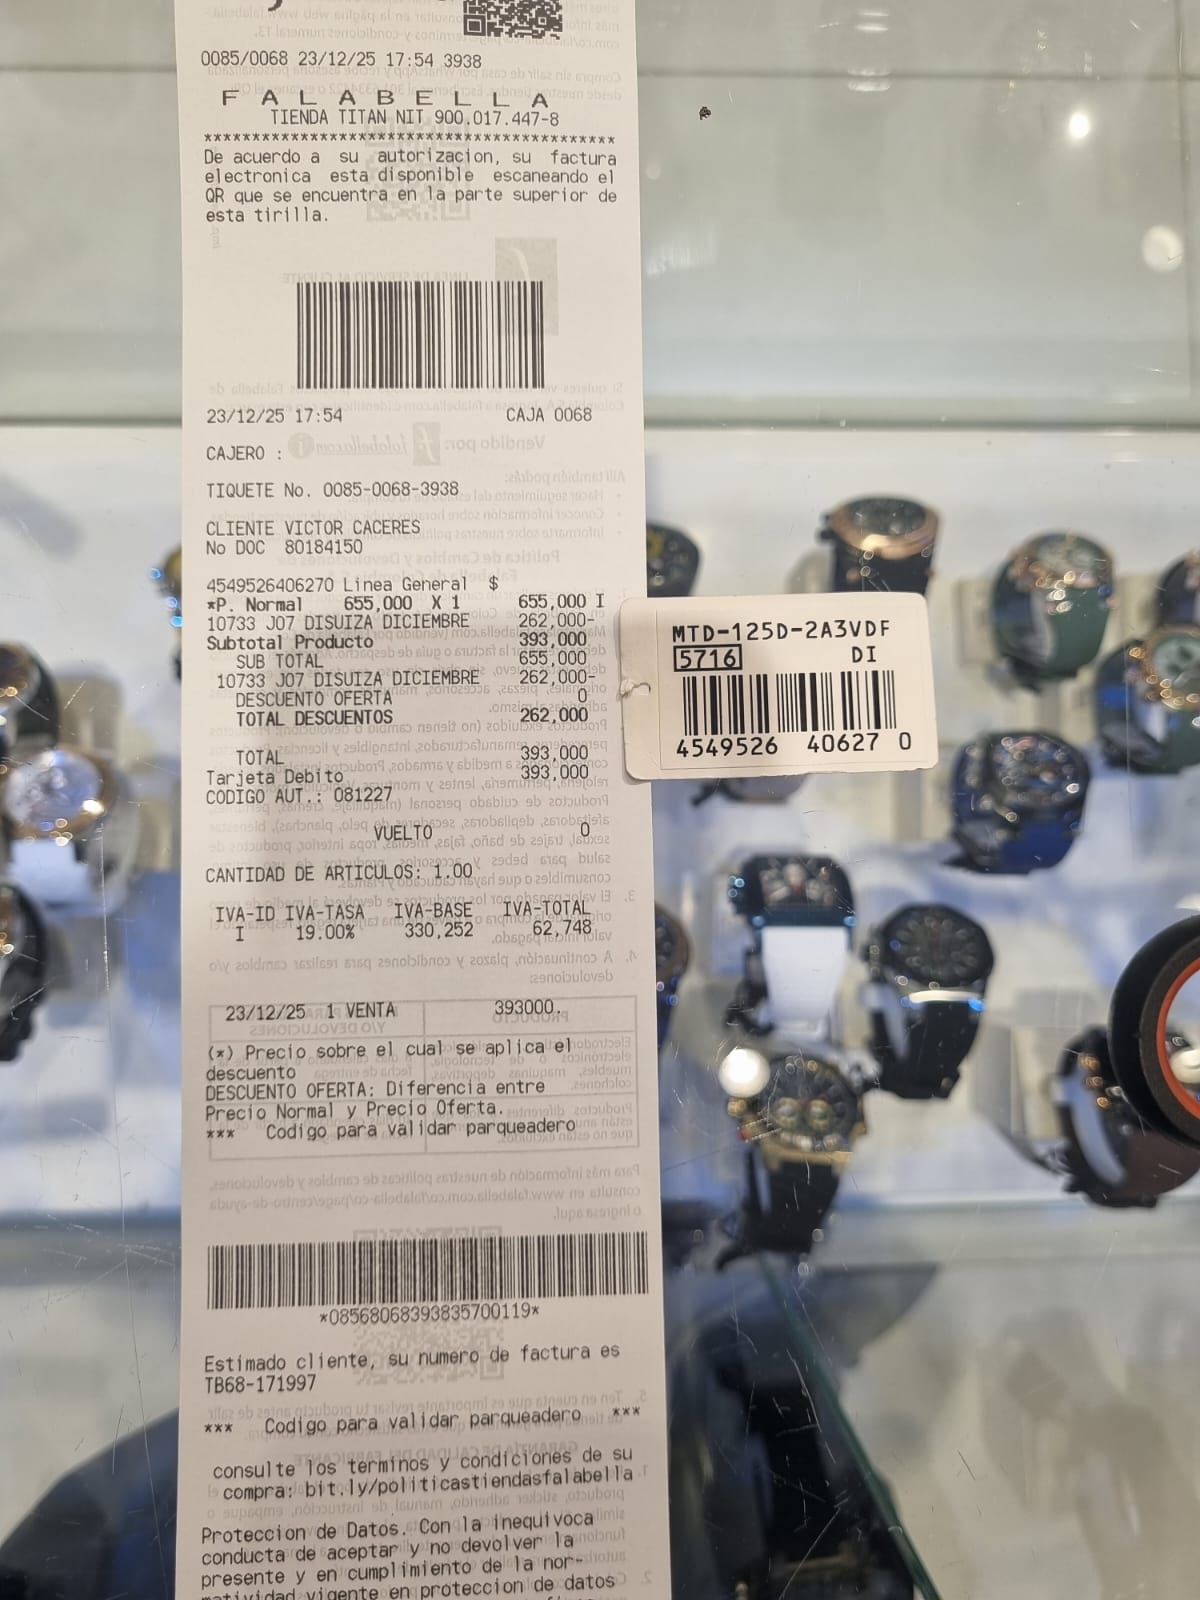 0085/0068 23/12/25 17:54 3938
FALABELLA
TIENDA TITAN NIT 900.017.447-8
*****************************************
De acuerdo a su autorizacion, su factura
electronica esta disponible escaneando el
QR que se encuentra en la parte superior de
esta tirilla.
23/12/25 17:54 CAJA 0068
CAJERO :
TIQUETE No. 0085-0068-3938
CLIENTE VICTOR CACERES
No DOC 80184150
4549526406270 Linea General $
*P. Normal 655,000 X 1 655,000 I
10733 J07 DISUIZA DICIEMBRE 262,000-
Subtotal Producto 393,000
SUB TOTAL 655,000
10733 J07 DISUIZA DICIEMBRE 262,000-
DESCUENTO OFERTA 0
TOTAL DESCUENTOS 262,000
TOTAL 393,000
Tarjeta Debito 393,000
CODIGO AUT.: 081227
VUELTO 0
CANTIDAD DE ARTICULOS: 1.00
IVA-ID IVA-TASA IVA-BASE IVA-TOTAL
I 19.00% 330,252 62,748
23/12/25 1 VENTA 393000.
(*) Precio sobre el cual se aplica el
descuento
DESCUENTO OFERTA: Diferencia entre
Precio Normal y Precio Oferta.
*** Codigo para validar parqueadero
*08568068393835700119*
Estimado cliente, su numero de factura es
TB68-171997
*** Codigo para validar parqueadero ***
consulte los terminos y condiciones de su
compra: bit.ly/politicastiendasfalabella
Proteccion de Datos. Con la inequivoca
conducta de aceptar y no devolver la
presente y en cumplimiento de la nor-
matividad vigente en proteccion de datos
MTD-125D-2A3VDF
5716 DI
4549526 40627 0